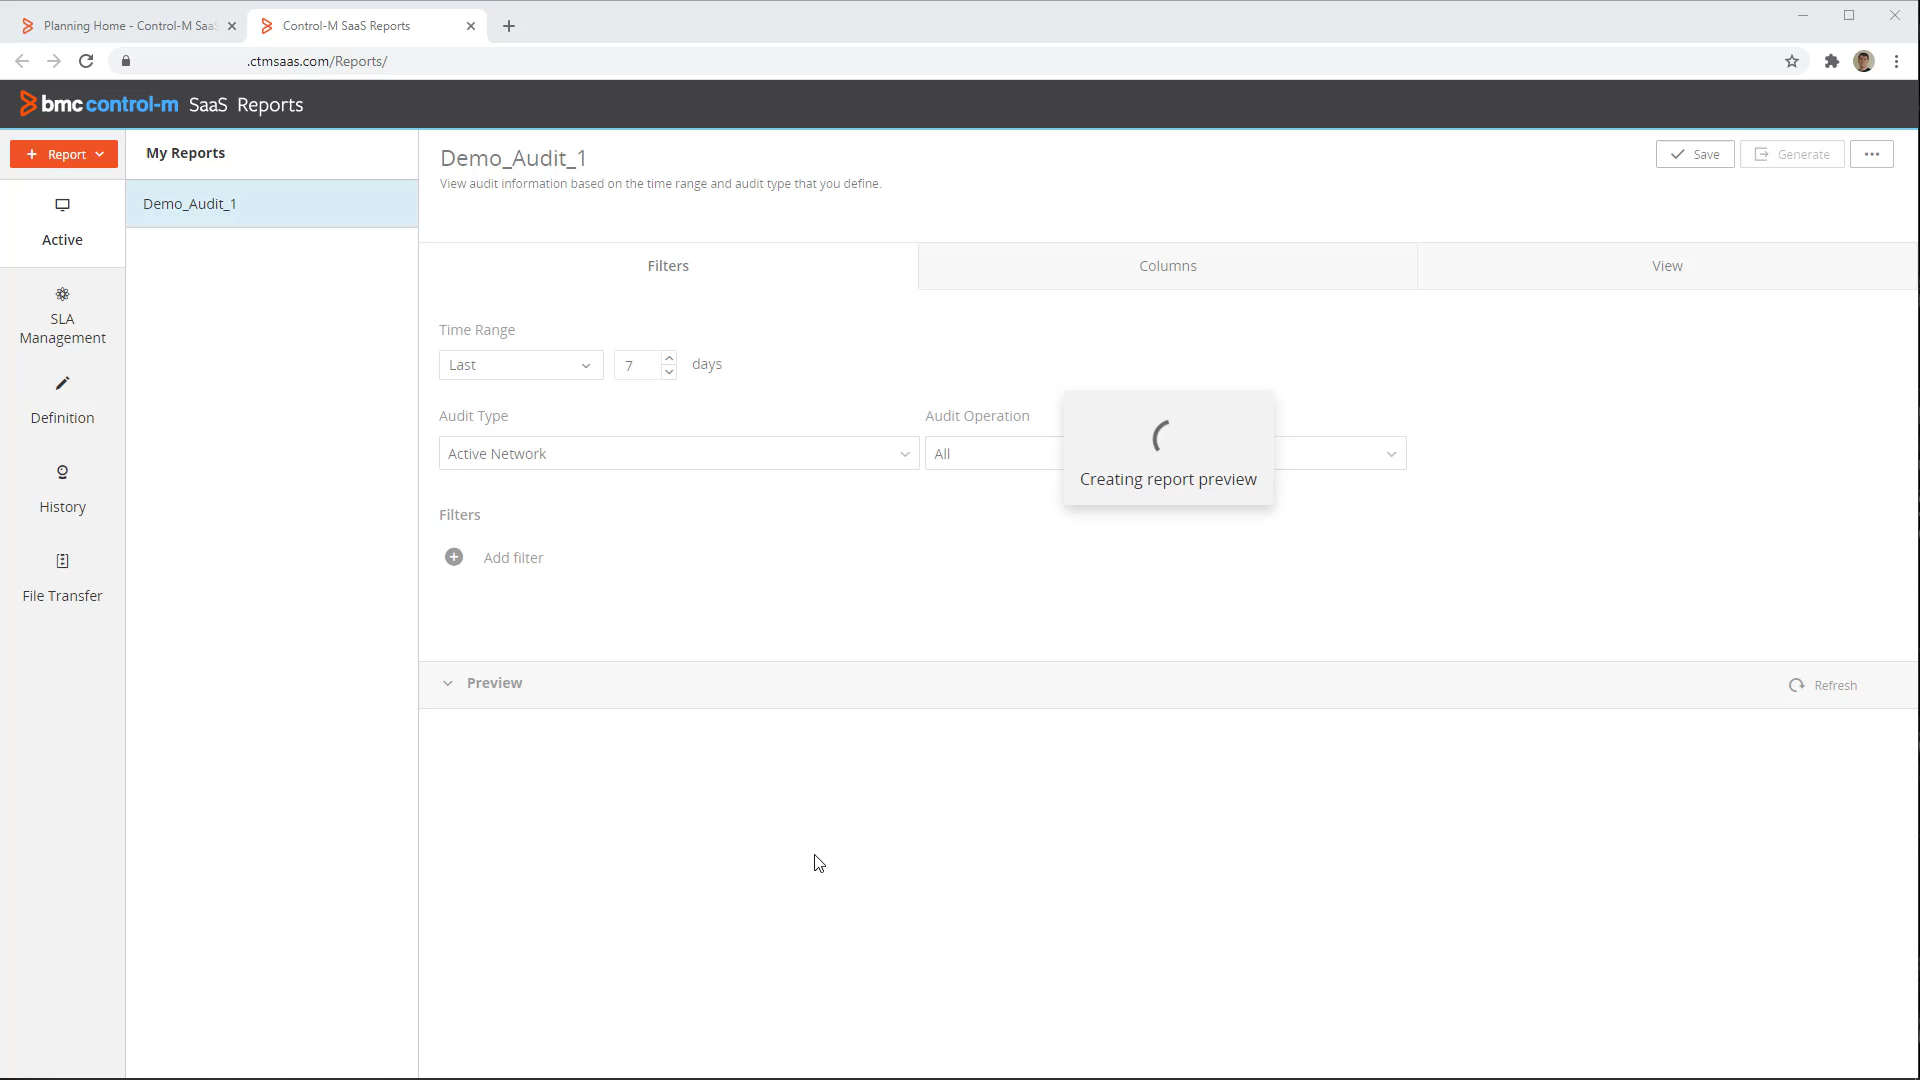 Planning Home - Control-M Saa
Control-M SaaS Reports
.ctmsaas.com/Reports/
bmc control-m SaaS Reports
+ Report
My Reports
Demo_Audit_1
Active
SLA
Management
Definition
History
File Transfer
Demo_Audit_1
View audit information based on the time range and audit type that you define.
Save
Generate
Filters
Columns
View
Time Range
Last
7
days
Audit Type
Audit Operation
Active Network
All
Creating report preview
Filters
Add filter
Preview
Refresh